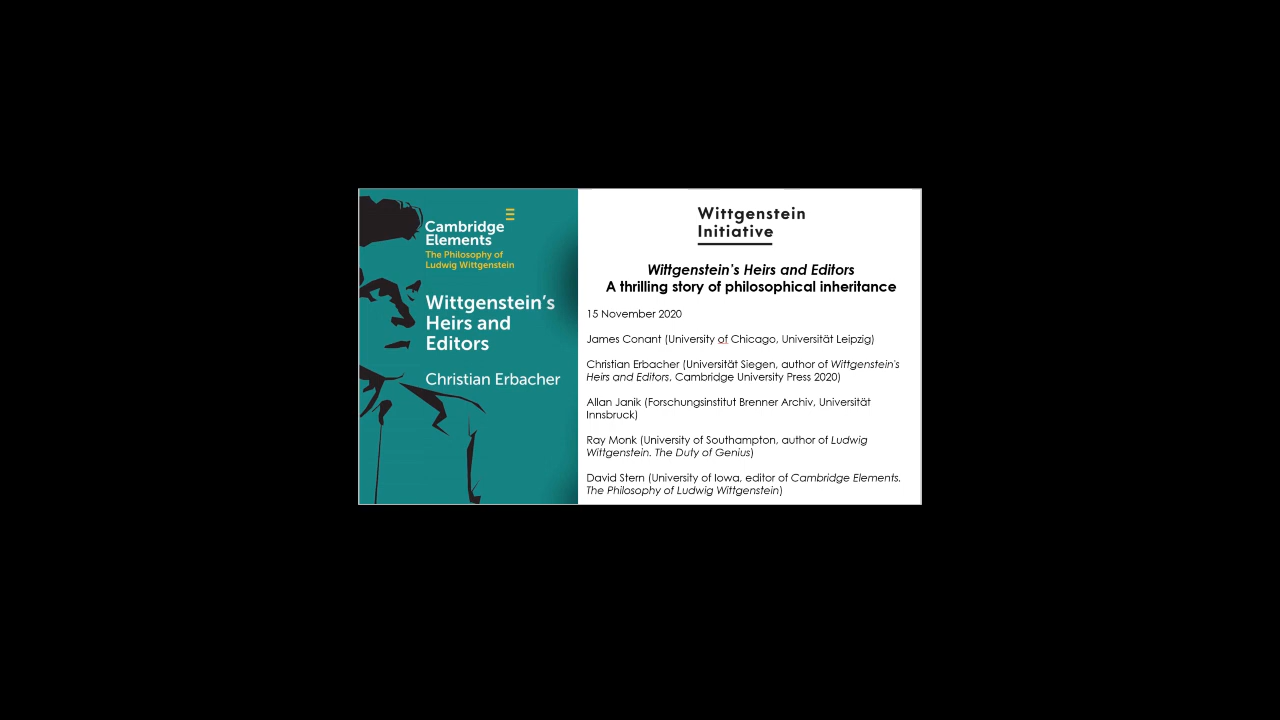 Cambridge
Elements
The Philosophy of
Ludwig Wittgenstein
Wittgenstein's
Heirs and
Editors
Christian Erbacher
Wittgenstein
Initiative
Wittgenstein's Heirs and Editors
A thrilling story of philosophical inheritance
15 November 2020
James Conant (University of Chicago, Universität Leipzig)
Christian Erbacher (Universität Siegen, author of Wittgenstein's
Heirs and Editors, Cambridge University Press 2020)
Allan Janik (Forschungsinstitut Brenner Archiv, Universität
Innsbruck)
Ray Monk (University of Southampton, author of Ludwig
Wittgenstein. The Duty of Genius)
David Stern (University of Iowa, editor of Cambridge Elements.
The Philosophy of Ludwig Wittgenstein)